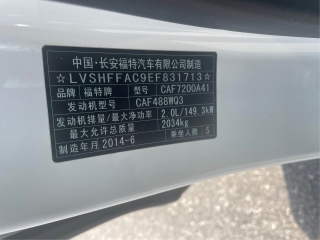 中国·长安福特汽车有限公司制造
☆LVSHFFAC9EF831713☆
品牌 福特牌 型号 CAF7200A41
发动机型号 CAF488WQ3
发动机排量/最大净功率 2.0L/149.3kW
最大允许总质量 2034kg
制造年月 2014-6 乘坐人数 5